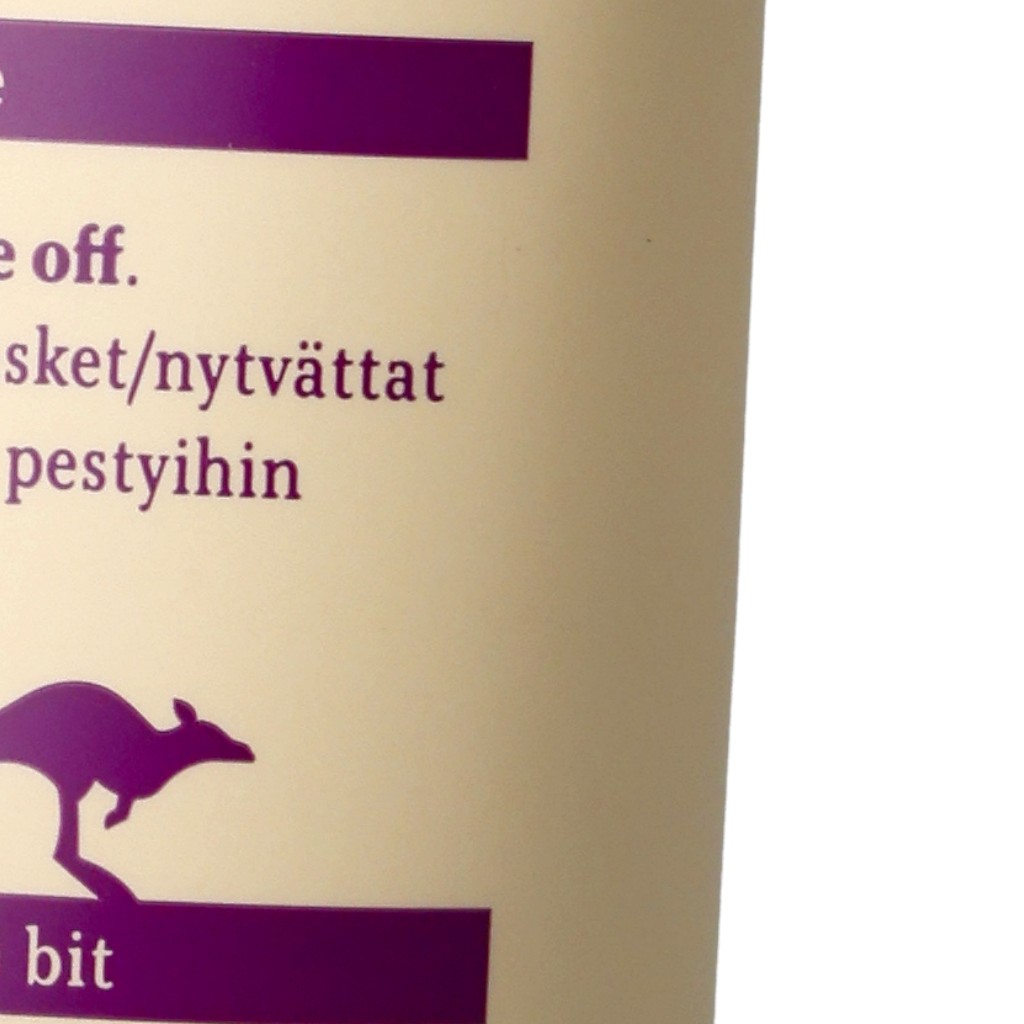 e
e off.
sket/nytvättat
pestyihin
bit